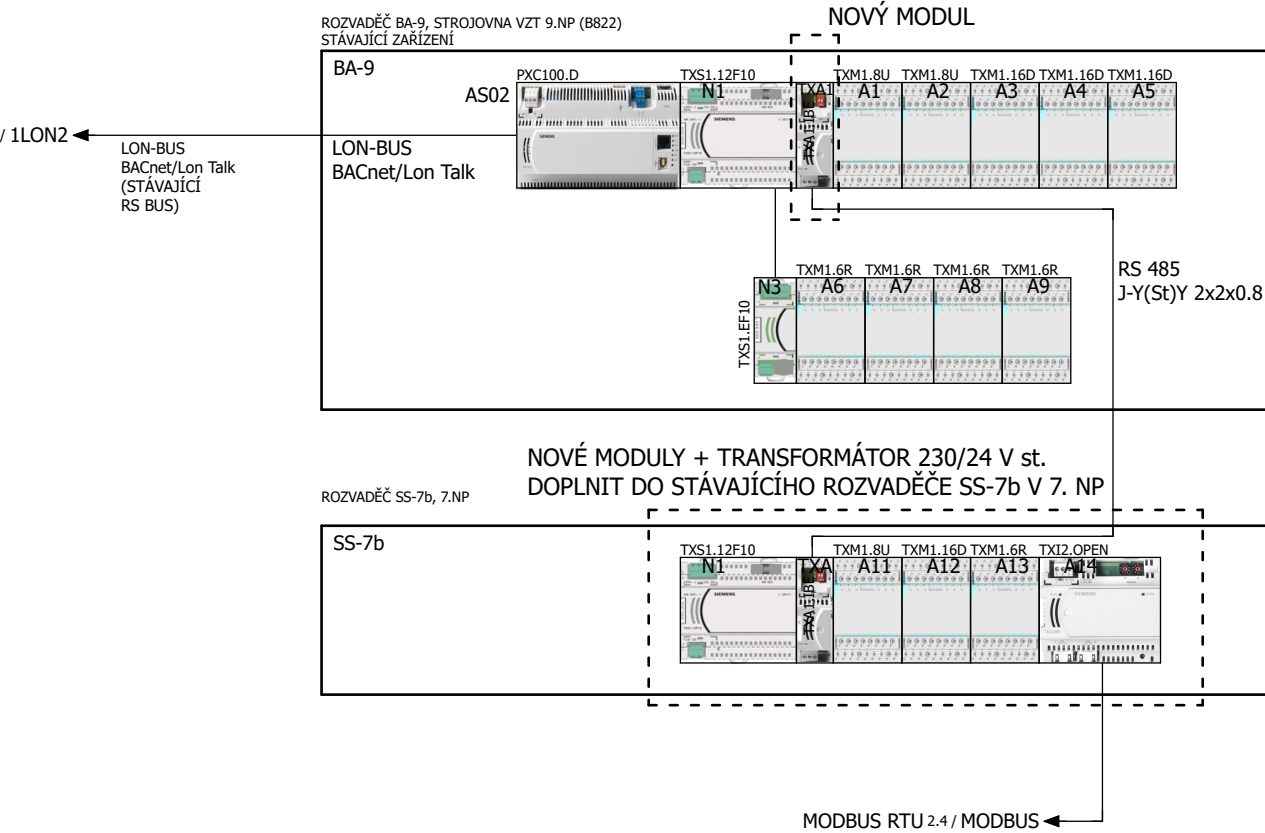 NOVÝ MODUL
ROZVADĚČ BA-9, STROJOVNA VZT 9.NP (B822)
STÁVAJÍCÍ ZAŘÍZENÍ
BA-9
PXC100.D
TXS1.12F10
TXM1.8U TXM1.8U TXM1.16D TXM1.16D TXM1.16D
AS02
N1
TXA1
A1 A2 A3 A4 A5
/ 1LON2
SIEMENS
SIEMENS
LON-BUS
BACnet/Lon Talk
(STÁVAJÍCÍ
RS BUS)
LON-BUS
BACnet/Lon Talk
TXM1.6R TXM1.6R TXM1.6R TXM1.6R
N3 A6 A7 A8 A9
TXS1.EF10
RS 485
J-Y(St)Y 2x2x0.8
NOVÉ MODULY + TRANSFORMÁTOR 230/24 V st.
DOPLNIT DO STÁVAJÍCÍHO ROZVADĚČE SS-7b V 7. NP
ROZVADĚČ SS-7b, 7.NP
SS-7b
TXS1.12F10
TXM1.8U TXM1.16D TXM1.6R TXI2.OPEN
N1 TXA A11 A12 A13 A14
SIEMENS
SIEMENS
MODBUS RTU 2.4 / MODBUS